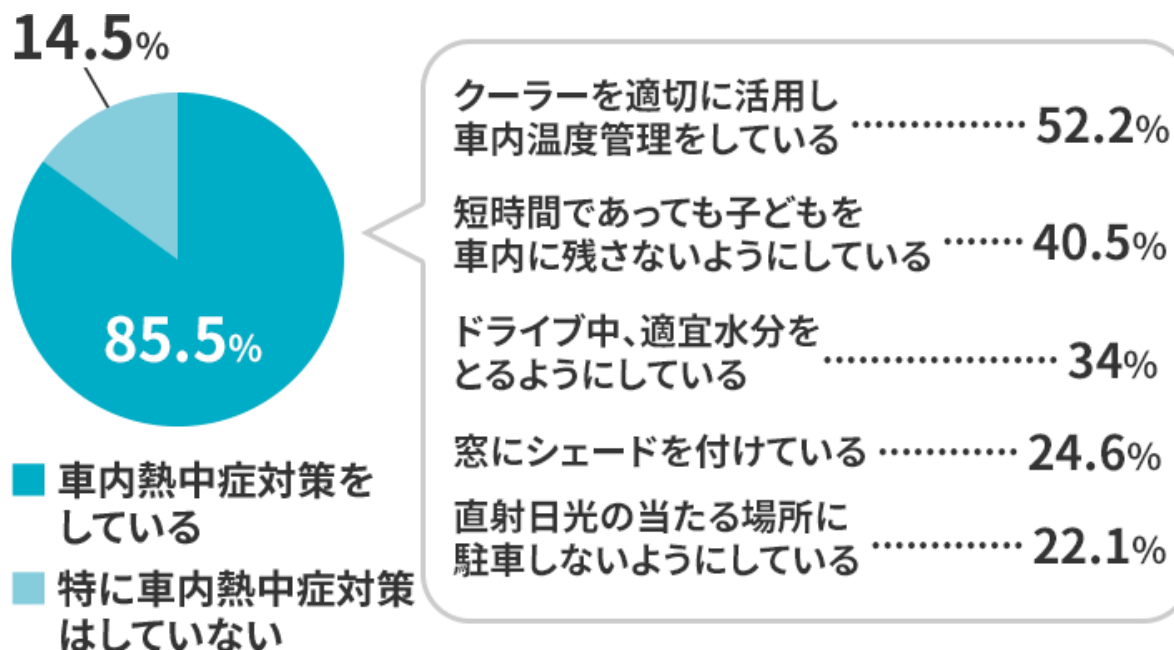 14.5%
85.5%
車内熱中症対策を
している
特に車内熱中症対策
はしていない
クーラーを適切に活用し
車内温度管理をしている ............... 52.2%
短時間であっても子どもを
車内に残さないようにしている ....... 40.5%
ドライブ中、適宜水分を
とるようにしている ................... 34%
窓にシェードを付けている ............ 24.6%
直射日光の当たる場所に
駐車しないようにしている ............. 22.1%